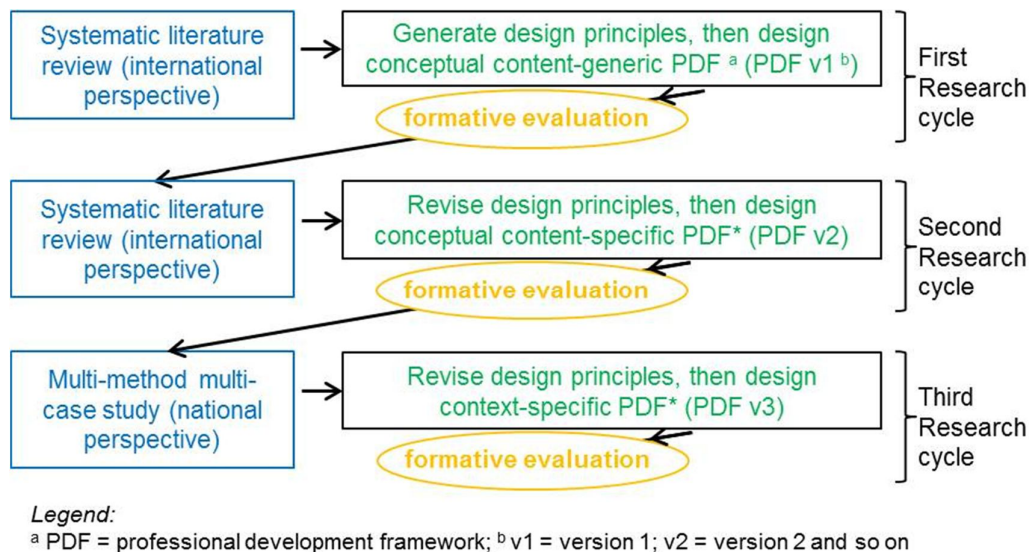 Systematic literature
review (international
perspective)
Generate design principles, then design
conceptual content-generic PDF ᵃ (PDF v1 ᵇ)
formative evaluation
First
Research
cycle
Systematic literature
review (international
perspective)
Revise design principles, then design
conceptual content-specific PDF* (PDF v2)
formative evaluation
Second
Research
cycle
Multi-method multi-
case study (national
perspective)
Revise design principles, then design
context-specific PDF* (PDF v3)
formative evaluation
Third
Research
cycle
Legend:
ᵃ PDF = professional development framework; ᵇ v1 = version 1; v2 = version 2 and so on